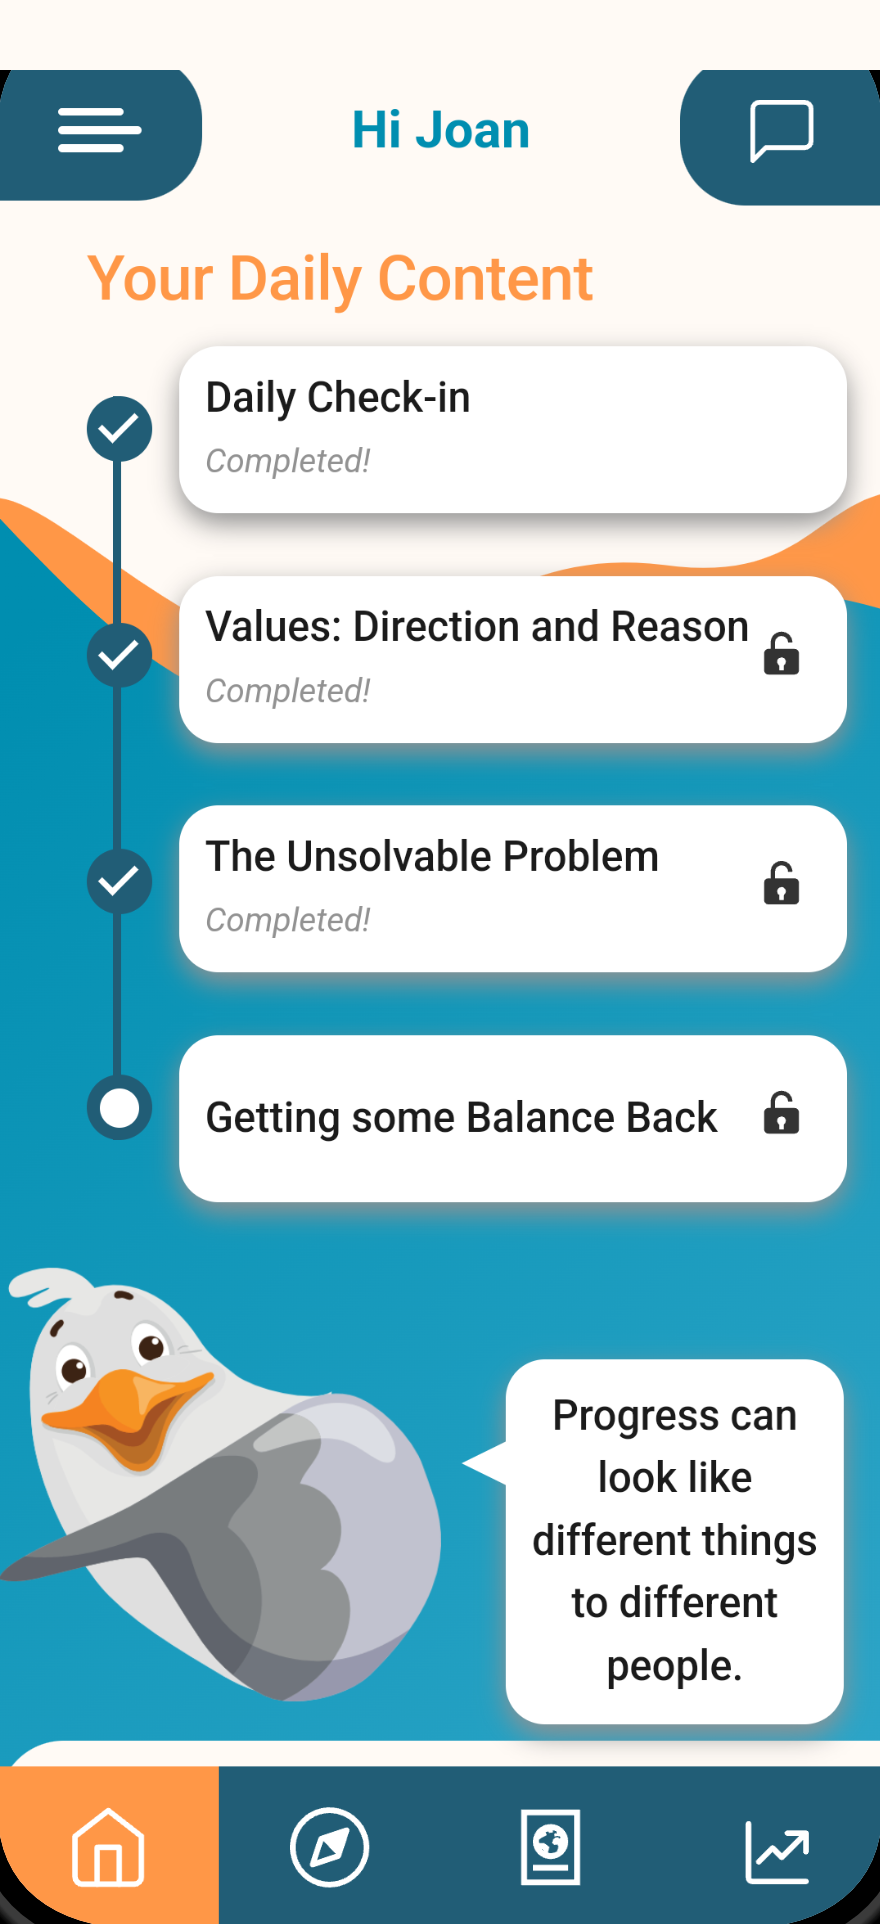 Hi Joan
Your Daily Content
Daily Check-in
Completed!
Values: Direction and Reason
Completed!
The Unsolvable Problem
Completed!
Getting some Balance Back
Progress can
look like
different things
to different
people.